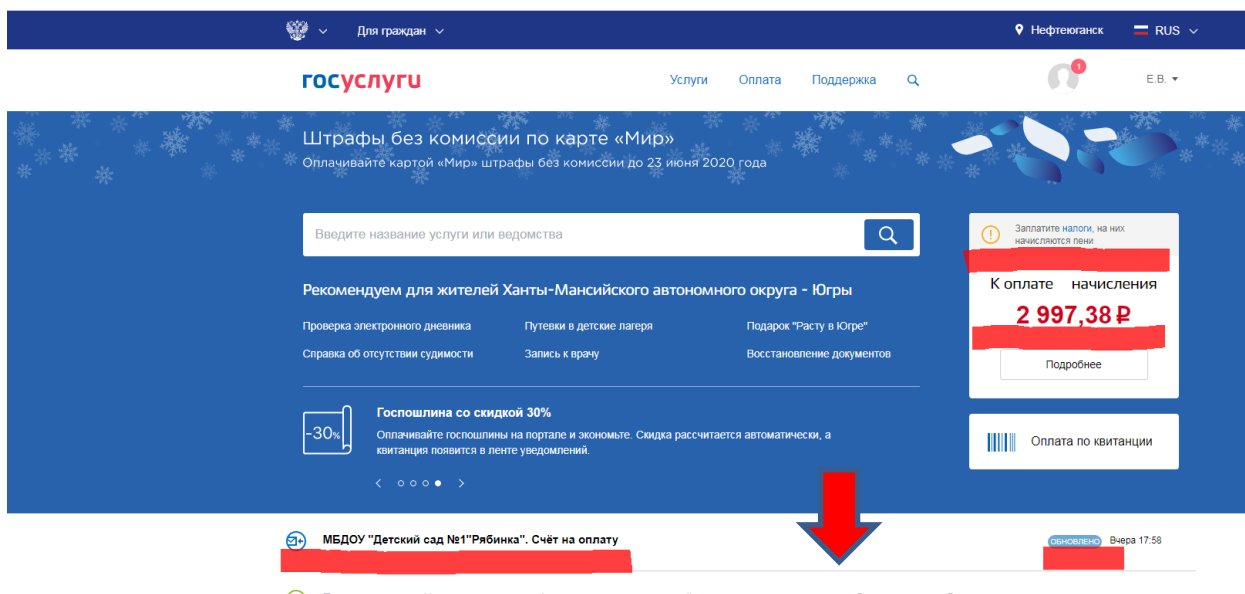 Для граждан
Нефтеюганск
RUS
госуслуги
Услуги
Оплата
Поддержка
1
Е.В.
Штрафы без комиссии по карте «Мир»
Оплачивайте картой «Мир» штрафы без комиссии до 23 июня 2020 года
Введите название услуги или ведомства
Рекомендуем для жителей Ханты-Мансийского автономного округа - Югры
Проверка электронного дневника
Путевки в детские лагеря
Подарок "Расту в Югре"
Справка об отсутствии судимости
Запись к врачу
Восстановление документов
-30%
Госпошлина со скидкой 30%
Оплачивайте госпошлины на портале и экономьте. Скидка рассчитается автоматически, а
квитанция появится в ленте уведомлений.
Заплатите налоги, на них
начисляются пени
К оплате начисления
2 997,38 ₽
Подробнее
Оплата по квитанции
МБДОУ "Детский сад №1"Рябинка". Счёт на оплату
ОБНОВЛЕНО
Вчера 17:58